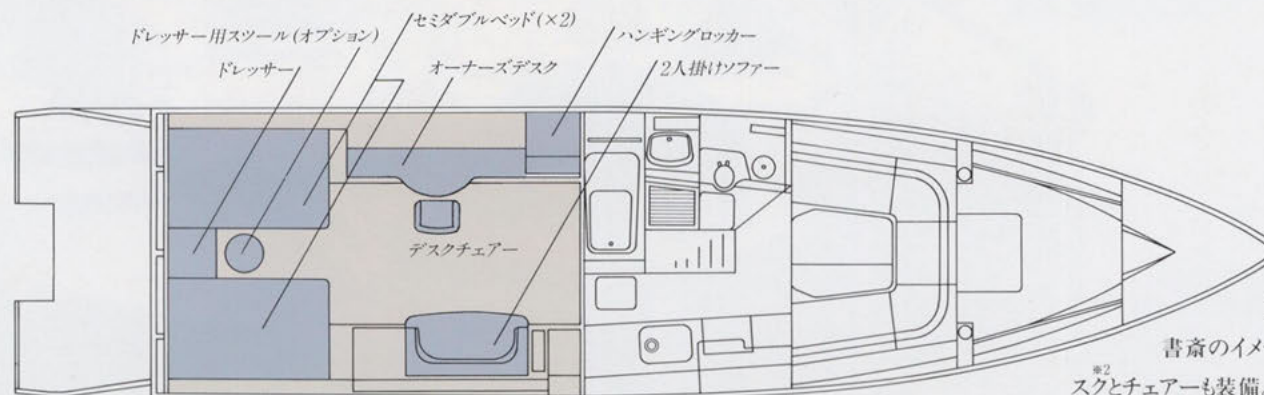 セミダブルベッド(×2)
ドレッサー用スツール(オプション)
ハンギングロッカー
ドレッサー
オーナーズデスク
2人掛けソファー
デスクチェアー
書斎のイメ
※2
スクとチェアーも装備。